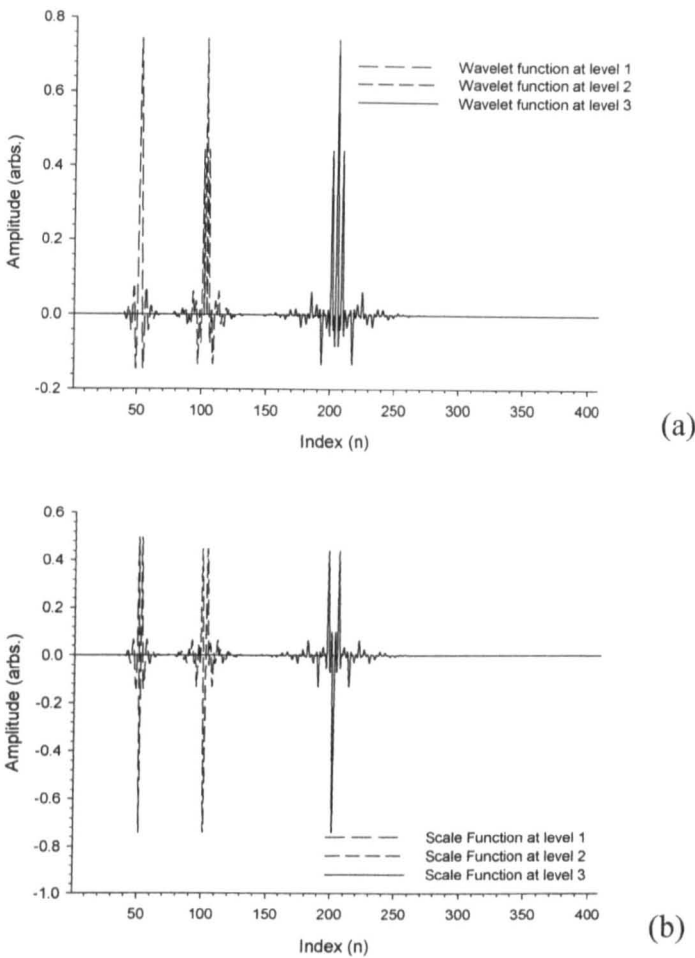 0.8
Wavelet function at level 1
Wavelet function at level 2
Wavelet function at level 3
0.6
0.4
0.2
0.0
-0.2
Amplitude (arbs.)
50 100 150 200 250 300 350 400
Index (n)
(a)
0.6
0.4
0.2
0.0
-0.2
-0.4
-0.6
-0.8
-1.0
Amplitude (arbs.)
Scale Function at level 1
Scale Function at level 2
Scale Function at level 3
50 100 150 200 250 300 350 400
Index (n)
(b)